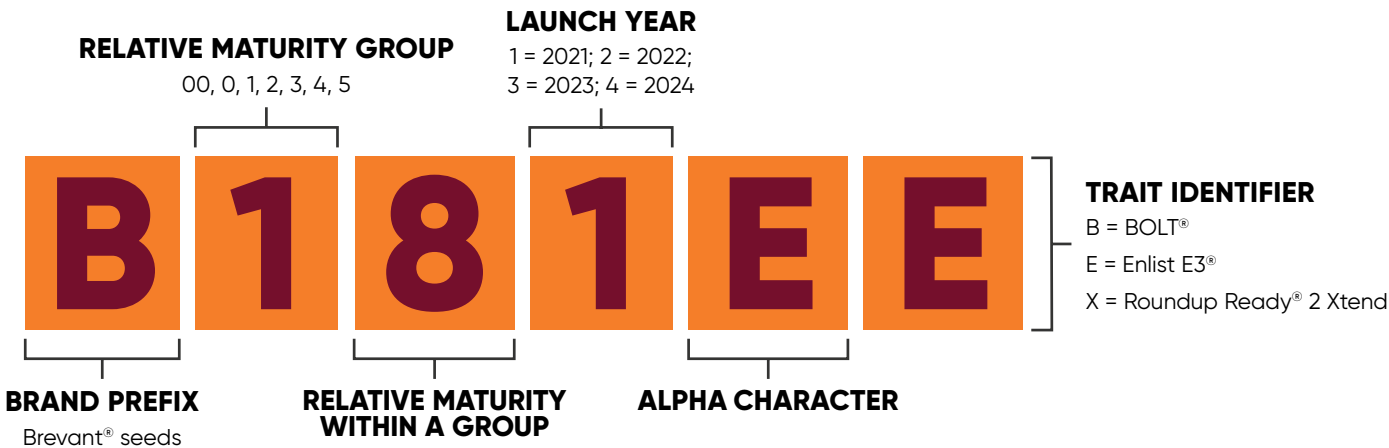 LAUNCH YEAR
1 = 2021; 2 = 2022;
3 = 2023; 4 = 2024
RELATIVE MATURITY GROUP
00, 0, 1, 2, 3, 4, 5
B 1 8 1 E E
TRAIT IDENTIFIER
B = BOLT®
E = Enlist E3®
X = Roundup Ready® 2 Xtend
BRAND PREFIX
Brevant® seeds
RELATIVE MATURITY
WITHIN A GROUP
ALPHA CHARACTER